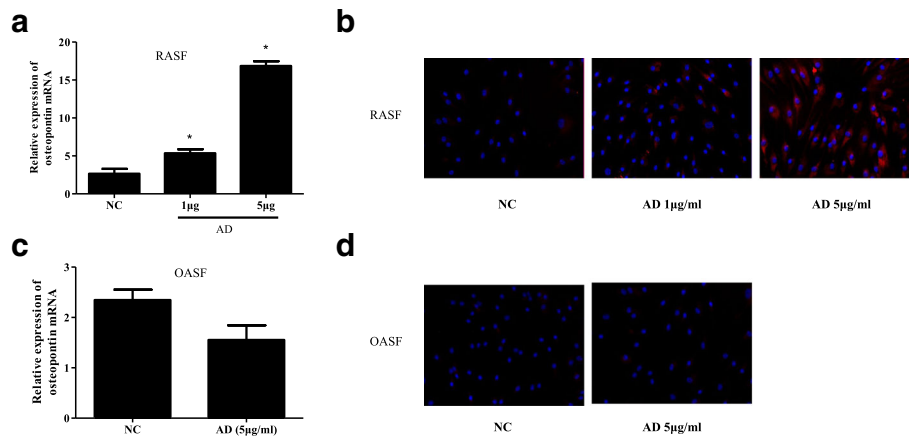 a
RASF
Relative expression of
osteopontin mRNA
20
15
10
5
0
*
*
NC
1μg
5μg
AD
b
RASF
NC
AD 1μg/ml
AD 5μg/ml
c
OASF
Relative expression of
osteopontin mRNA
3
2
1
0
NC
AD (5μg/ml)
d
OASF
NC
AD 5μg/ml